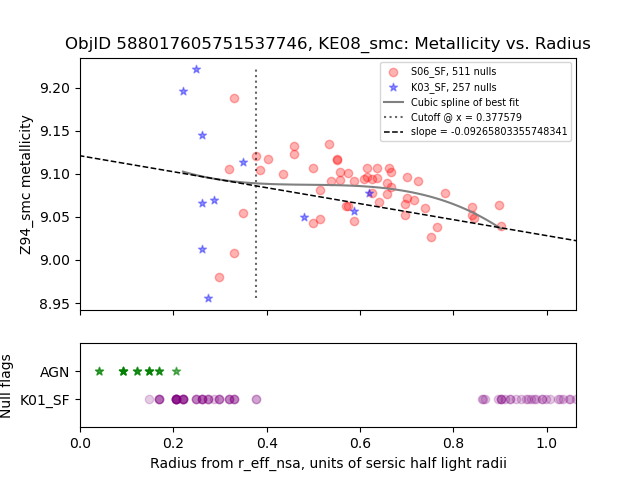 ObjID 588017605751537746, KE08_smc: Metallicity vs. Radius
S06_SF, 511 nulls
K03_SF, 257 nulls
Cubic spline of best fit
Cutoff @ x = 0.377579
slope = -0.09265803355748341
Z94_smc metallicity
9.20
9.15
9.10
9.05
9.00
8.95
Null flags
AGN
K01_SF
0.0 0.2 0.4 0.6 0.8 1.0
Radius from r_eff_nsa, units of sersic half light radii